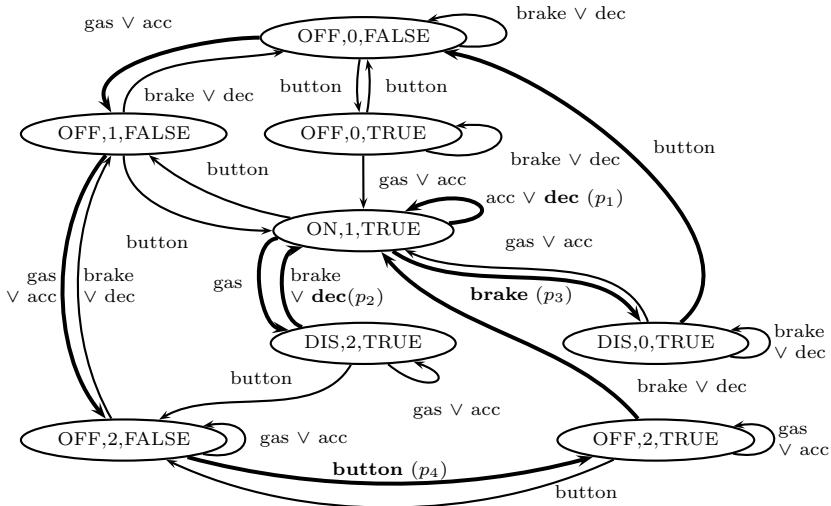 brake ∨ dec
gas ∨ acc
OFF,0,FALSE
button
button
brake ∨ dec
OFF,1,FALSE
OFF,0,TRUE
button
brake ∨ dec
button
gas ∨ acc
acc ∨ dec (p₁)
ON,1,TRUE
button
gas ∨ acc
gas
∨ acc
brake
∨ dec
gas
brake
∨ dec(p₂)
brake (p₃)
DIS,2,TRUE
DIS,0,TRUE
brake
∨ dec
button
brake ∨ dec
gas ∨ acc
OFF,2,FALSE
gas ∨ acc
OFF,2,TRUE
gas
∨ acc
button (p₄)
button